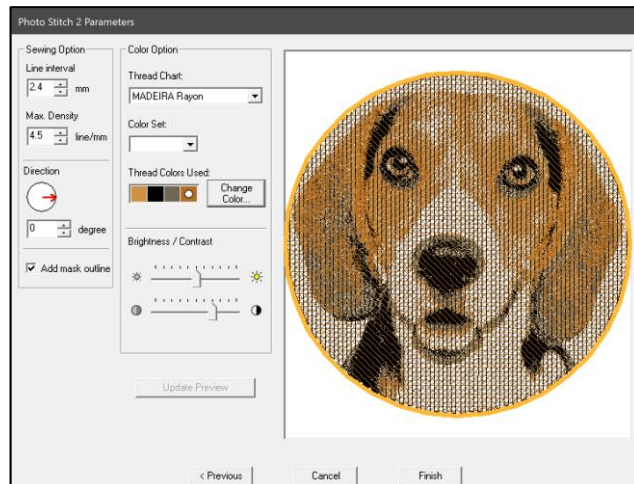 Photo Stitch 2 Parameters
Sewing Option
Line interval
2.4 mm
Max. Density
4.5 line/mm
Direction
0 degree
Add mask outline
Color Option
Thread Chart:
MADEIRA Rayon
Color Set:
Thread Colors Used:
Change
Color...
Brightness / Contrast
Update Preview
< Previous
Cancel
Finish